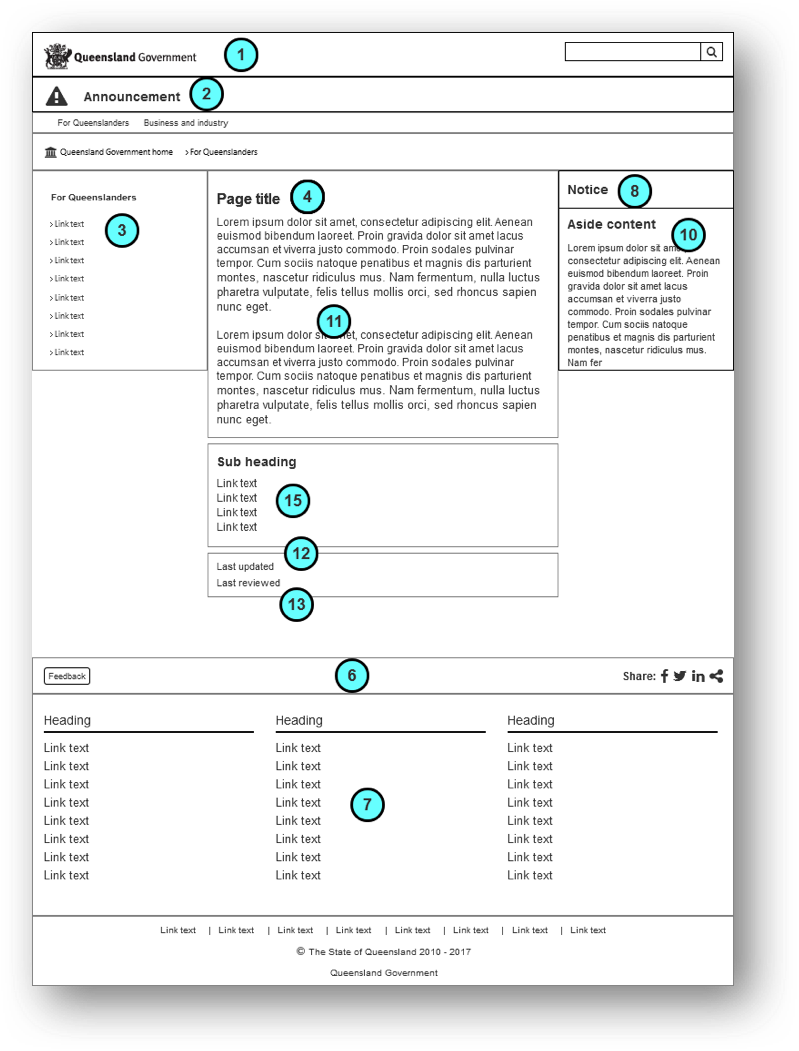 Queensland Government
1
Announcement
2
For Queenslanders Business and industry
Queensland Government home > For Queenslanders
For Queenslanders
> Link text
> Link text
> Link text
> Link text
> Link text
> Link text
> Link text
> Link text
3
Page title
4
Lorem ipsum dolor sit amet, consectetur adipiscing elit. Aenean
euismod bibendum laoreet. Proin gravida dolor sit amet lacus
accumsan et viverra justo commodo. Proin sodales pulvinar
tempor. Cum sociis natoque penatibus et magnis dis parturient
montes, nascetur ridiculus mus. Nam fermentum, nulla luctus
pharetra vulputate, felis tellus mollis orci, sed rhoncus sapien
nunc eget.
11
Lorem ipsum dolor sit amet, consectetur adipiscing elit. Aenean
euismod bibendum laoreet. Proin gravida dolor sit amet lacus
accumsan et viverra justo commodo. Proin sodales pulvinar
tempor. Cum sociis natoque penatibus et magnis dis parturient
montes, nascetur ridiculus mus. Nam fermentum, nulla luctus
pharetra vulputate, felis tellus mollis orci, sed rhoncus sapien
nunc eget.
Notice
8
Aside content
10
Lorem ipsum dolor sit amet,
consectetur adipiscing elit. Aenean
euismod bibendum laoreet. Proin
gravida dolor sit amet lacus
accumsan et viverra justo
commodo. Proin sodales pulvinar
tempor. Cum sociis natoque
penatibus et magnis dis parturient
montes, nascetur ridiculus mus.
Nam fer
Sub heading
Link text
Link text
Link text
Link text
15
12
Last updated
Last reviewed
13
Feedback
6
Share:
Heading
Link text
Link text
Link text
Link text
Link text
Link text
Link text
Link text
Heading
Link text
Link text
Link text
Link text
Link text
Link text
Link text
Link text
7
Heading
Link text
Link text
Link text
Link text
Link text
Link text
Link text
Link text
Link text | Link text | Link text | Link text | Link text | Link text | Link text | Link text
© The State of Queensland 2010 - 2017
Queensland Government